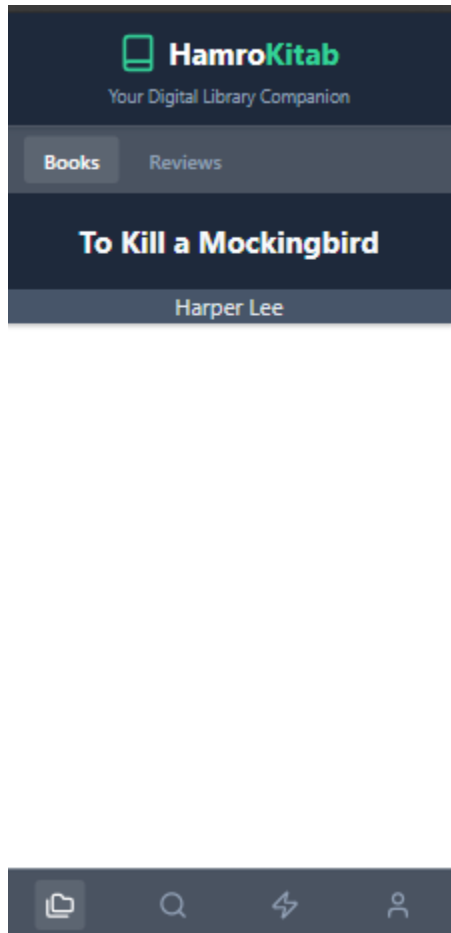 HamroKitab
Your Digital Library Companion
Books Reviews
To Kill a Mockingbird
Harper Lee